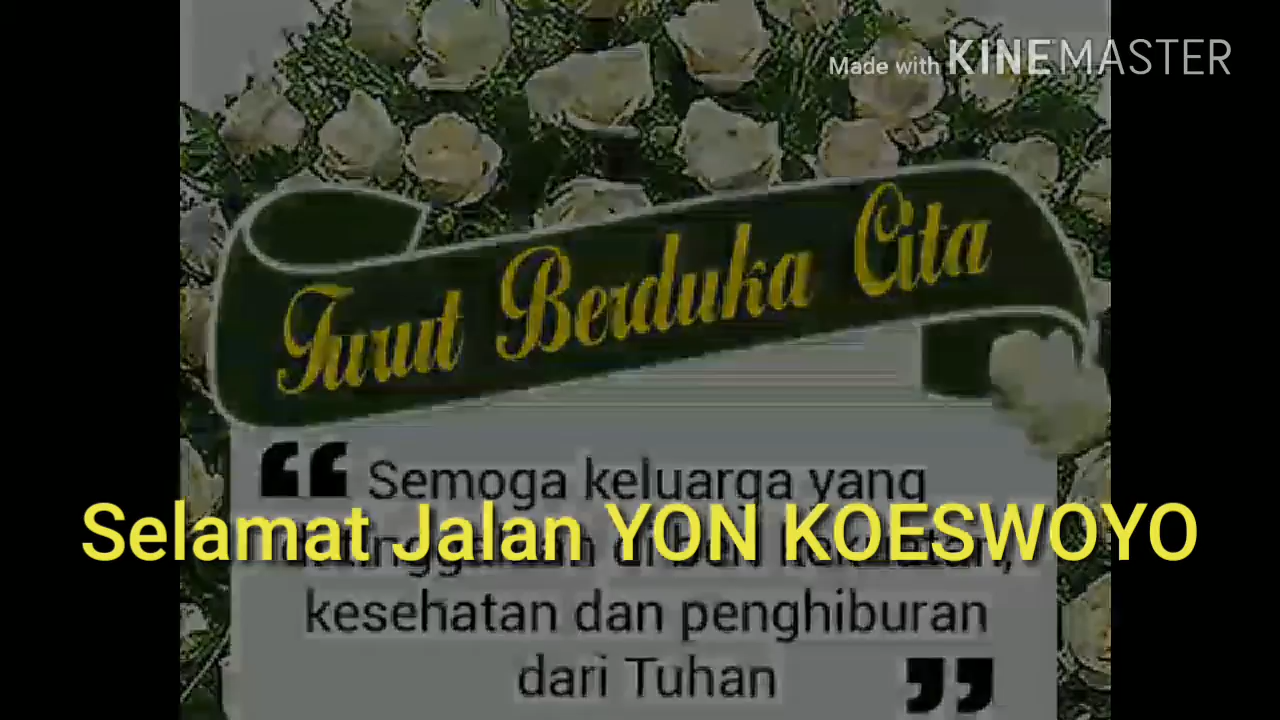 Made with KINEMASTER
Turut Berduka Cita
“ Semoga keluarga yang
Selamat Jalan YON KOESWOYO
kesehatan dan penghiburan
dari Tuhan ”